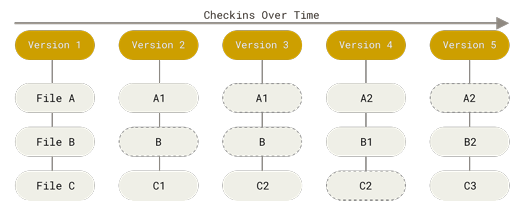 Checkins Over Time
Version 1 Version 2 Version 3 Version 4 Version 5
File A A1 A1 A2 A2
File B B B B1 B2
File C C1 C2 C2 C3